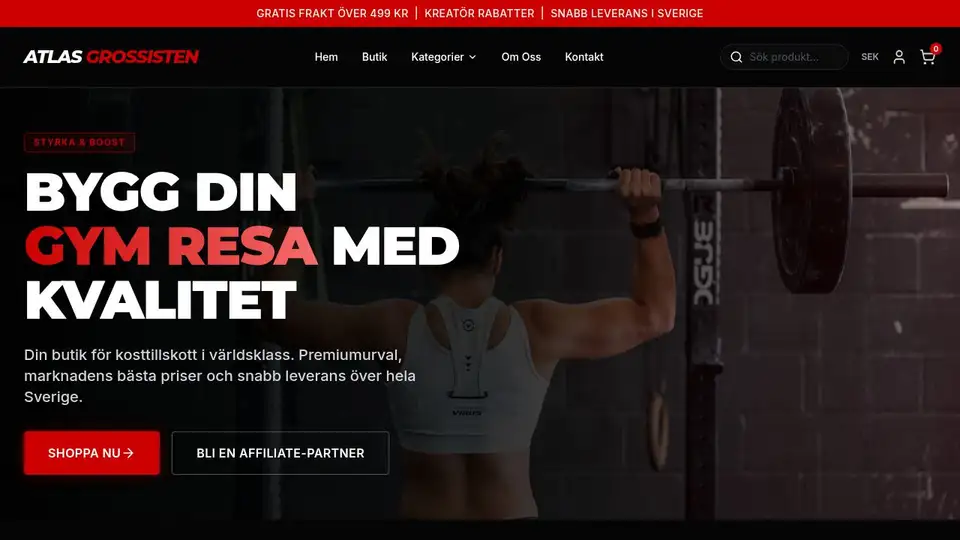 GRATIS FRAKT ÖVER 499 KR | KREATÖR RABATTER | SNABB LEVERANS I SVERIGE
ATLAS GROSSISTEN
Hem Butik Kategorier Om Oss Kontakt
Sök produkt...
SEK
0
STYRKA & BOOST
BYGG DIN
GYM RESA MED
KVALITET
Din butik för kosttillskott i världsklass. Premiumurval,
marknadens bästa priser och snabb leverans över hela
Sverige.
SHOPPA NU
BLI EN AFFILIATE-PARTNER
VIRUS